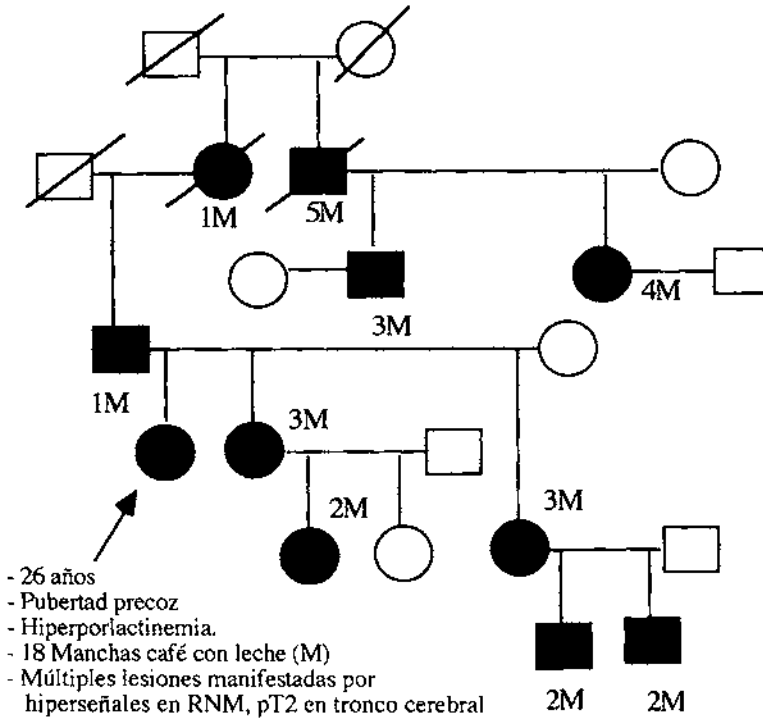 1M
5M
3M
4M
1M
3M
2M
3M
2M
2M
- 26 años
- Pubertad precoz
- Hiperporlactinemia.
- 18 Manchas café con leche (M)
- Múltiples lesiones manifestadas por
hiperseñales en RNM, pT2 en tronco cerebral